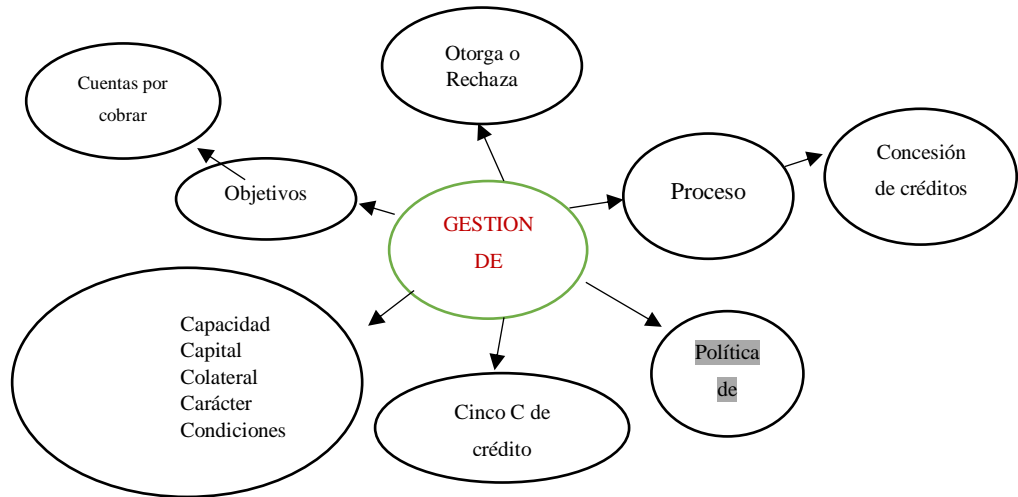 Otorga o
Rechaza
Cuentas por
cobrar
Objetivos
Proceso
Concesión
de créditos
GESTION
DE
Capacidad
Capital
Colateral
Carácter
Condiciones
Cinco C de
crédito
Política
de